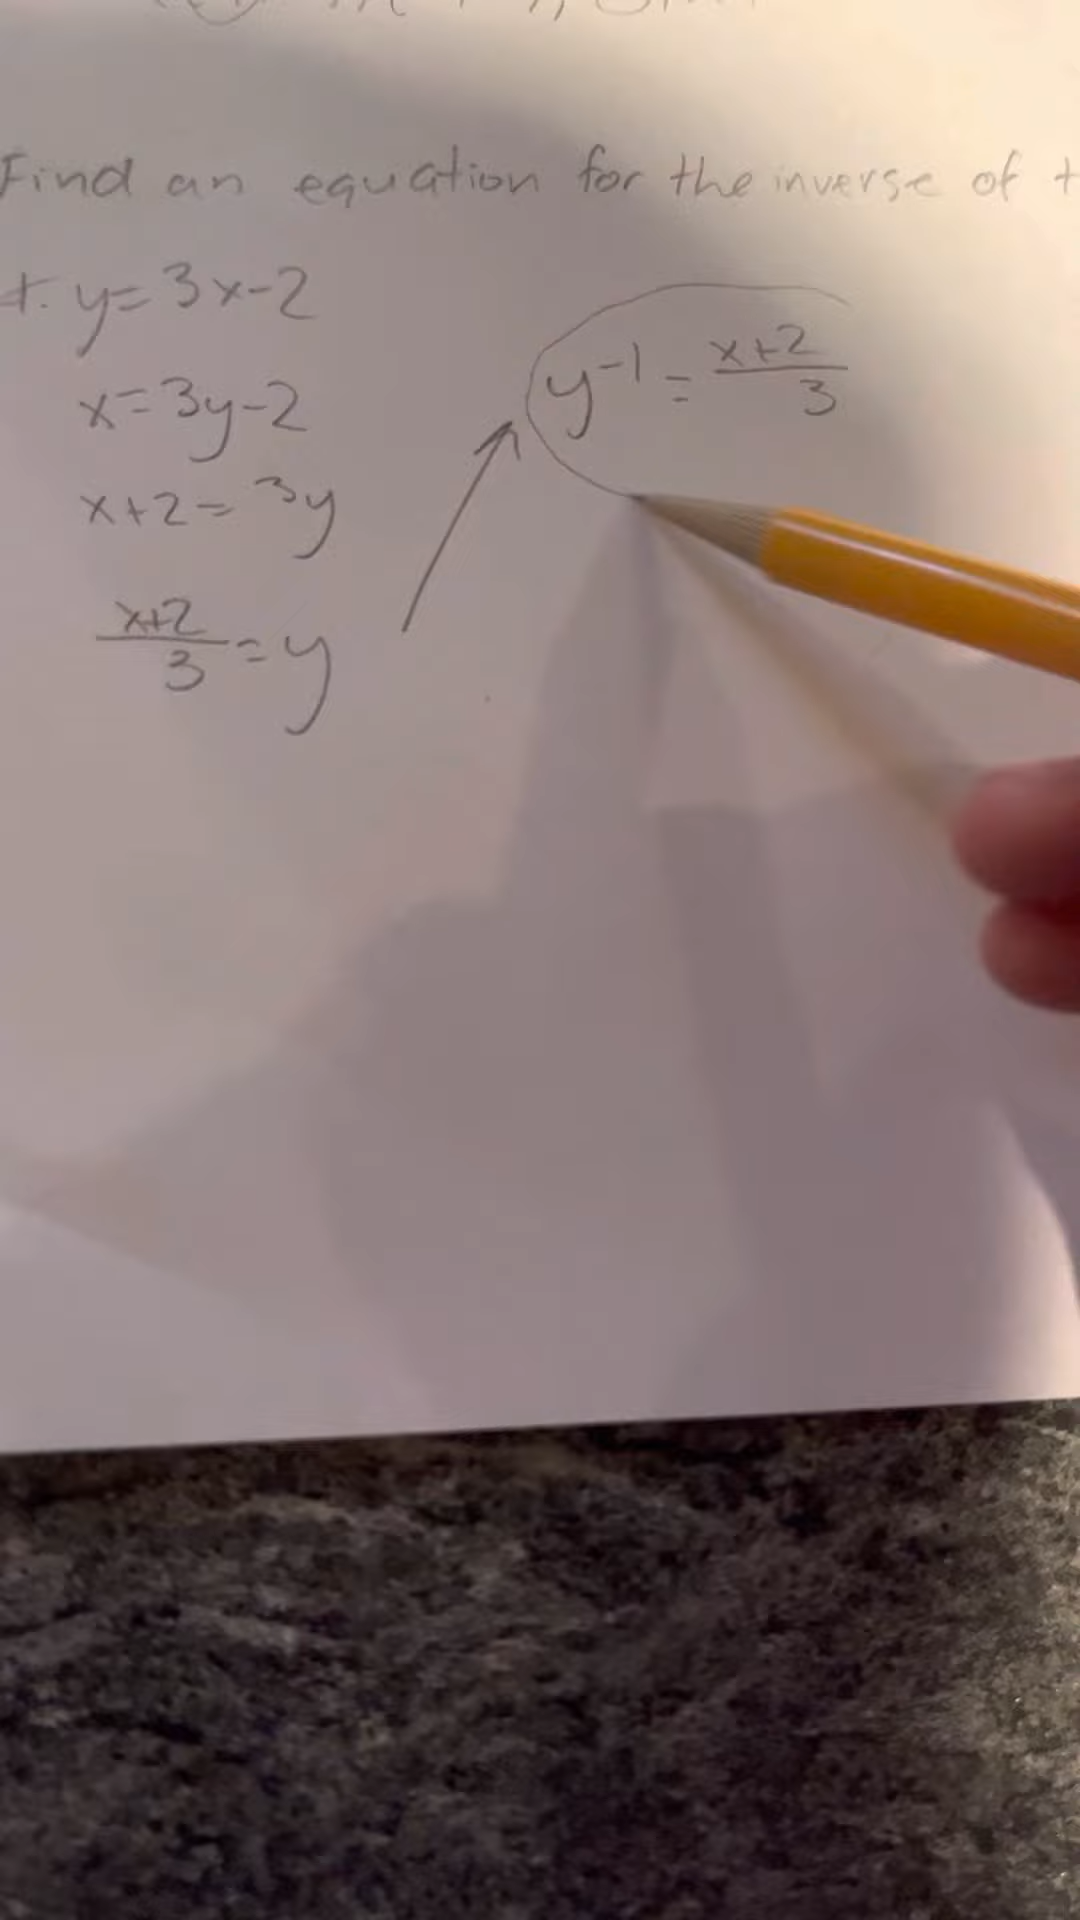 Find an equation for the inverse of
y=3x-2
x=3y-2
x+2=3y
x+2/3=y
y⁻¹=x+2/3